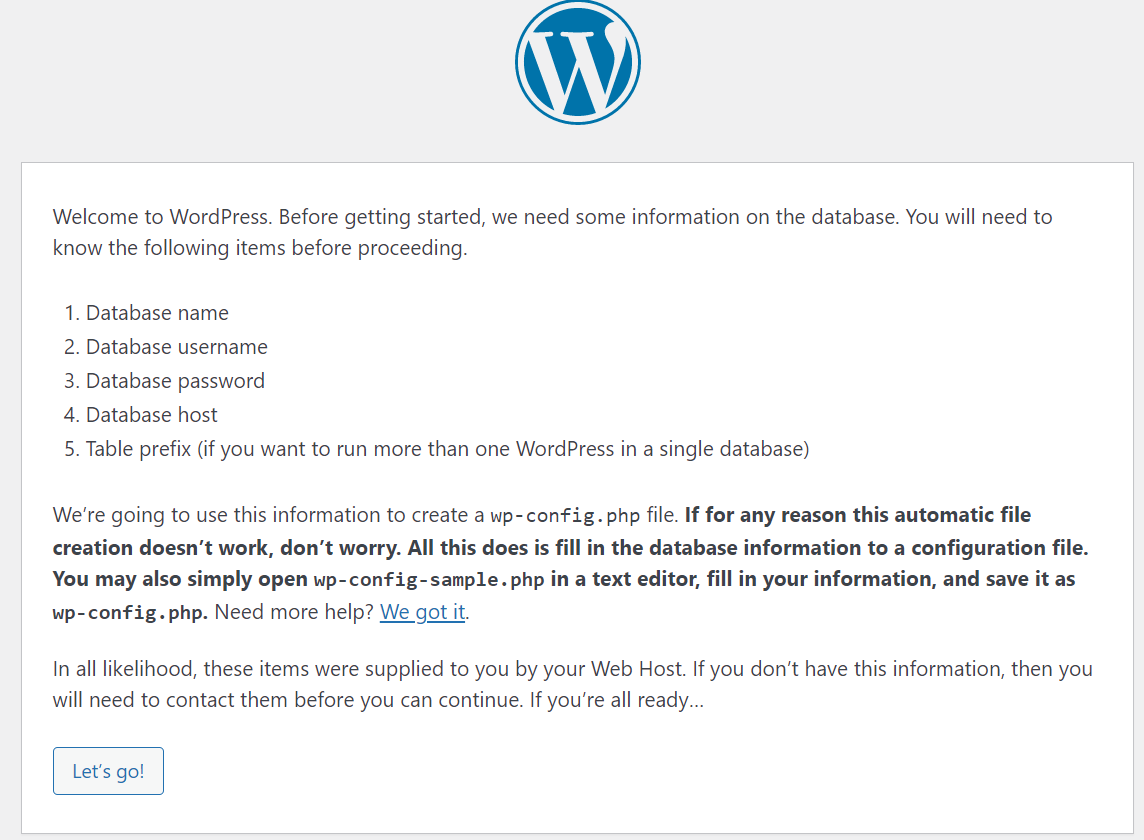 W
Welcome to WordPress. Before getting started, we need some information on the database. You will need to
know the following items before proceeding.
1. Database name
2. Database username
3. Database password
4. Database host
5. Table prefix (if you want to run more than one WordPress in a single database)
We’re going to use this information to create a wp-config.php file. If for any reason this automatic file
creation doesn’t work, don’t worry. All this does is fill in the database information to a configuration file.
You may also simply open wp-config-sample.php in a text editor, fill in your information, and save it as
wp-config.php. Need more help? We got it.
In all likelihood, these items were supplied to you by your Web Host. If you don’t have this information, then you
will need to contact them before you can continue. If you’re all ready…
Let’s go!